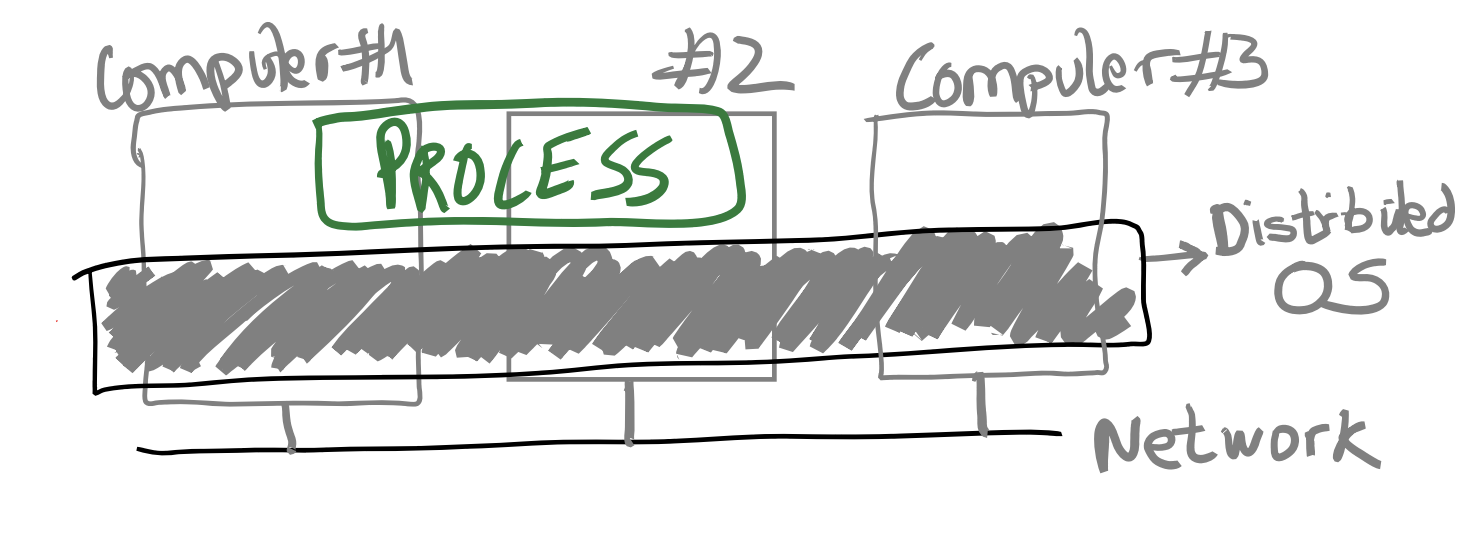 Computer#1
#2
Computer#3
PROCESS
Distributed
OS
Network